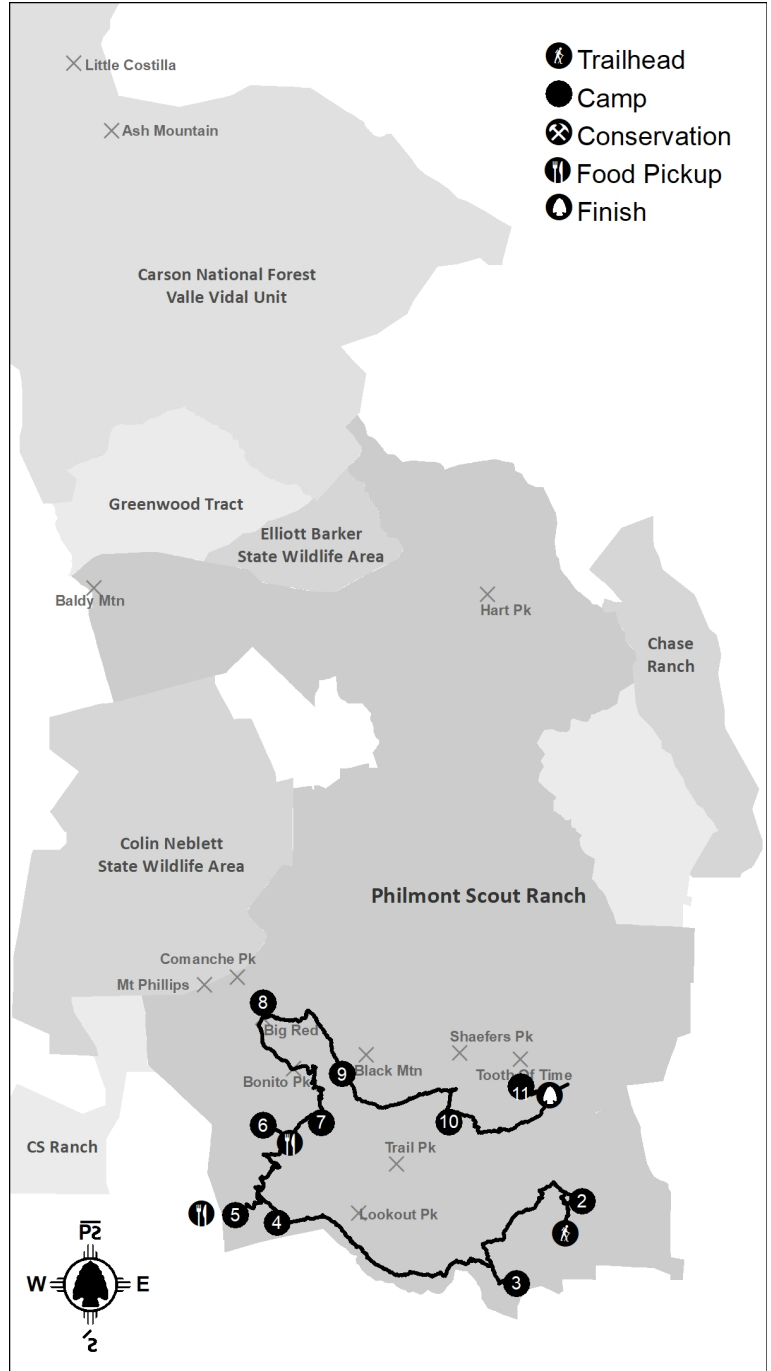 Little Costilla
Ash Mountain
Trailhead
Camp
Conservation
Food Pickup
Finish
Carson National Forest
Valle Vidal Unit
Greenwood Tract
Elliott Barker
State Wildlife Area
Baldy Mtn
Hart Pk
Chase
Ranch
Colin Neblett
State Wildlife Area
Philmont Scout Ranch
Comanche Pk
Mt Phillips
8
Big Red
Shaefers Pk
Black Mtn
9
Bonito Pk
Tooth Of Time
11
10
7
6
CS Ranch
Trail Pk
Lookout Pk
5
4
2
3
W
E